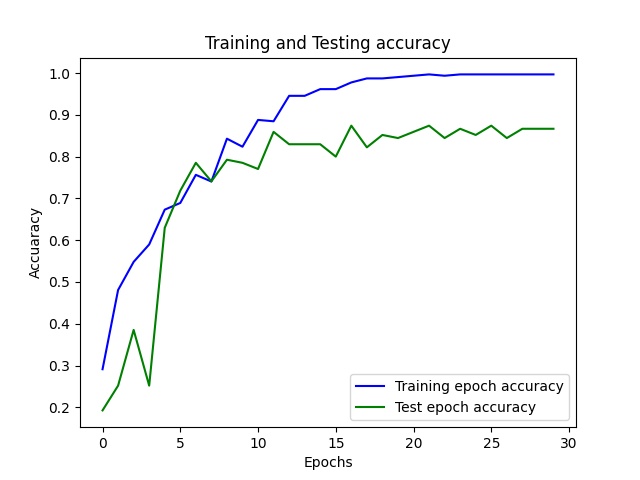 Training and Testing accuracy
1.0
0.9
0.8
0.7
0.6
0.5
0.4
0.3
0.2
Accuaracy
Training epoch accuracy
Test epoch accuracy
0 5 10 15 20 25 30
Epochs